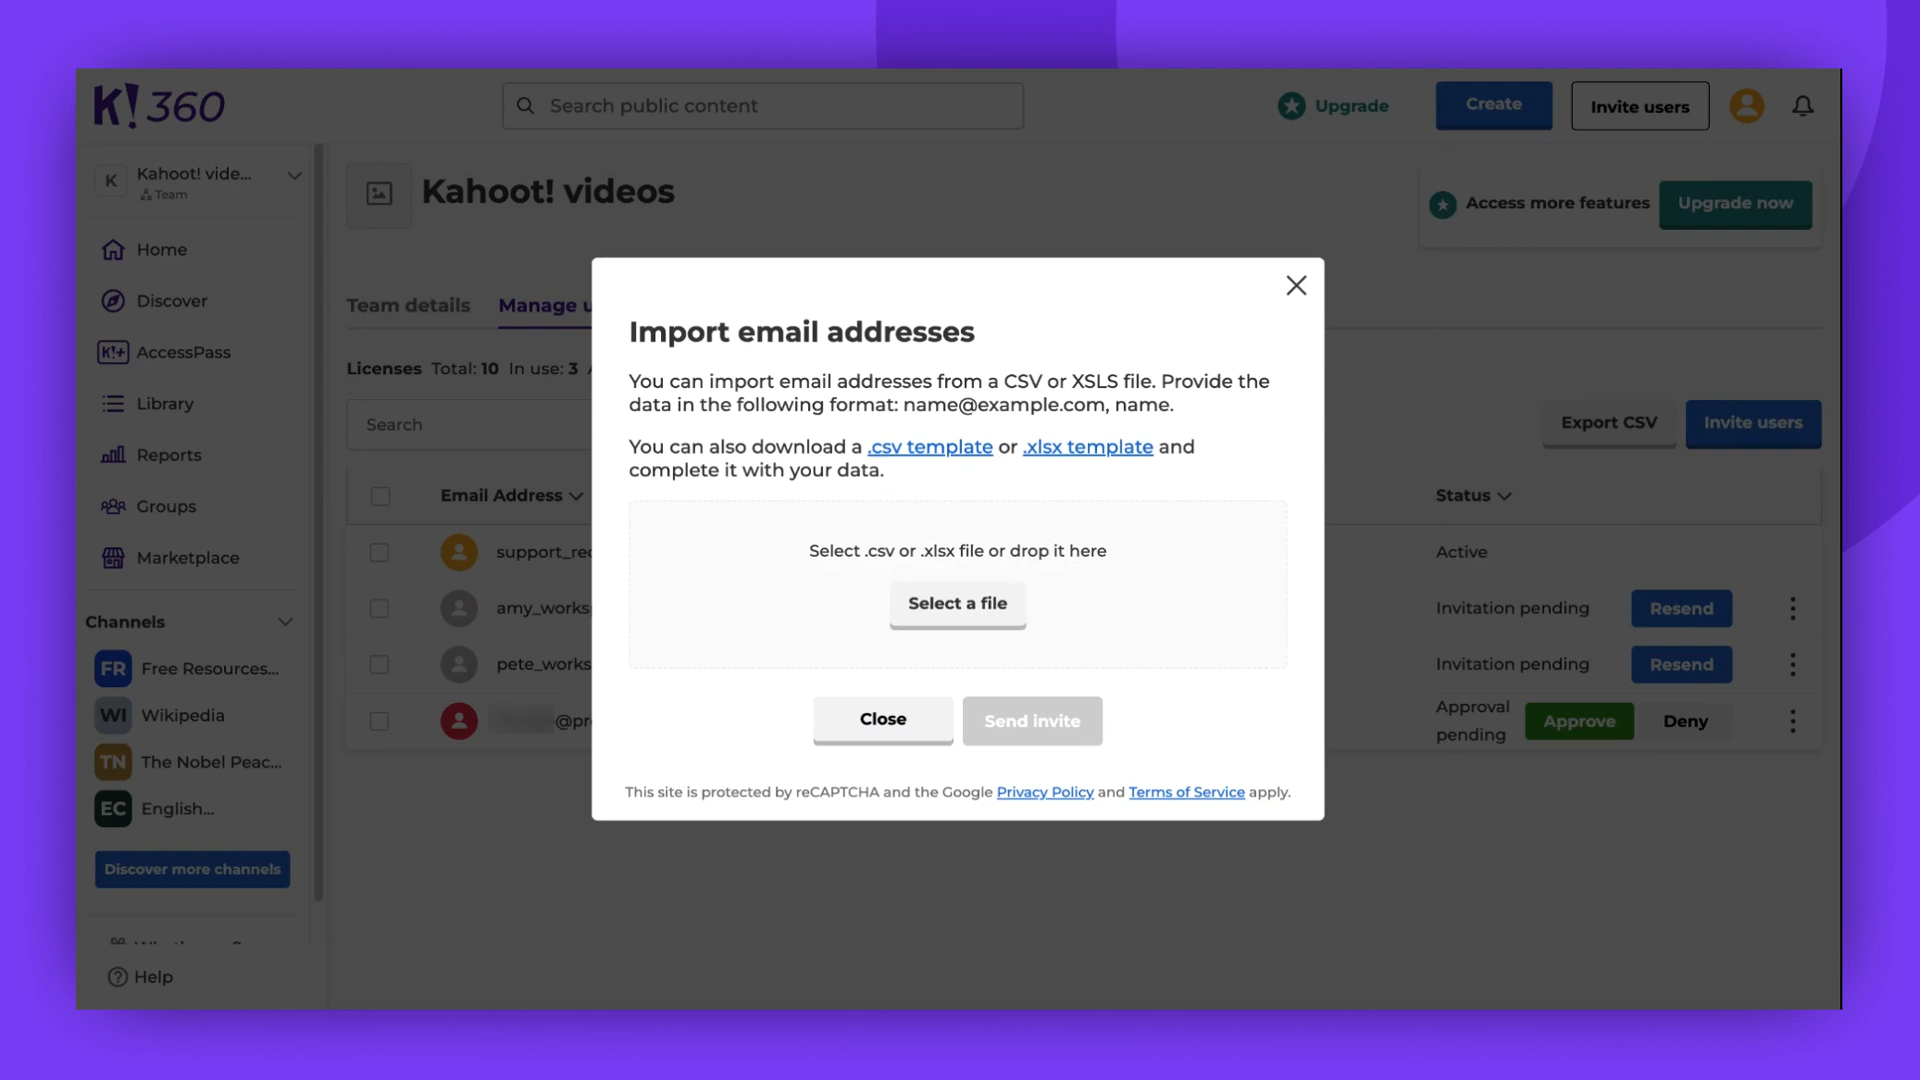 K!360
Search public content
Upgrade
Create
Invite users
K
Kahoot! vide...
Team
Kahoot! videos
Access more features
Upgrade now
Home
Discover
K!+ AccessPass
Library
Reports
Groups
Marketplace
Channels
FR Free Resources...
WI Wikipedia
TN The Nobel Peac...
EC English...
Discover more channels
Help
Team details
Manage u
Licenses Total: 10 In use: 3
Search
Export CSV
Invite users
Email Address
Status
support_re
Active
amy_works
Invitation pending
Resend
pete_works
Invitation pending
Resend
@pr
Approval
pending
Approve
Deny
Import email addresses
You can import email addresses from a CSV or XSLS file. Provide the
data in the following format: name@example.com, name.
You can also download a .csv template or .xlsx template and
complete it with your data.
Select .csv or .xlsx file or drop it here
Select a file
Close
Send invite
This site is protected by reCAPTCHA and the Google Privacy Policy and Terms of Service apply.